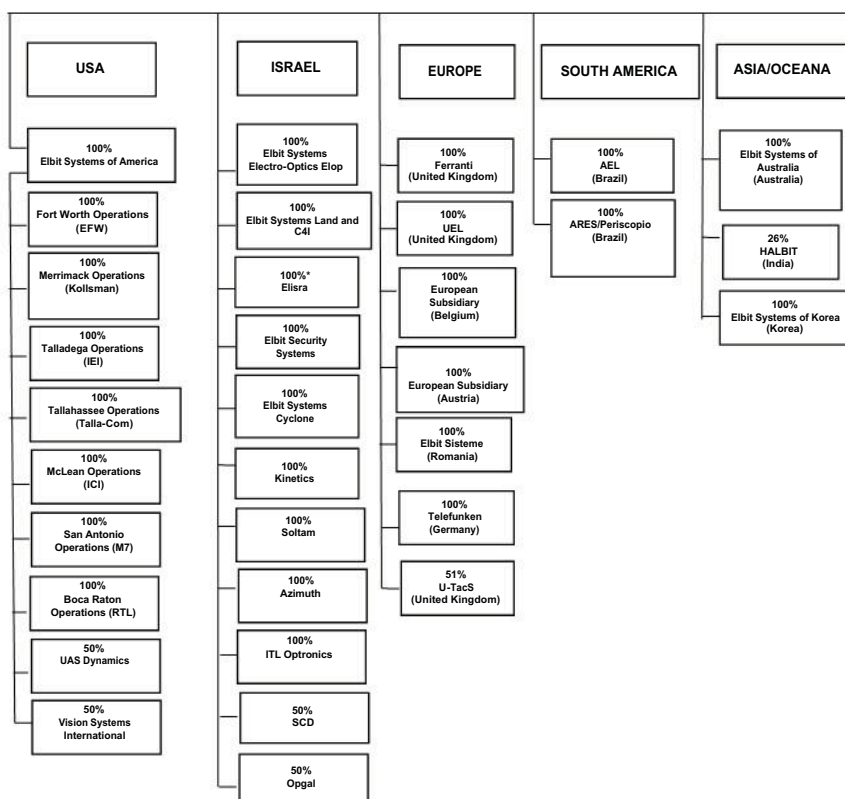 USA
100%
Elbit Systems of America
100%
Fort Worth Operations
(EFW)
100%
Merrimack Operations
(Kollsman)
100%
Talladega Operations
(IEI)
100%
Tallahassee Operations
(Talla-Com)
100%
McLean Operations
(ICI)
100%
San Antonio
Operations (M7)
100%
Boca Raton
Operations (RTL)
50%
UAS Dynamics
50%
Vision Systems
International
ISRAEL
100%
Elbit Systems
Electro-Optics Elop
100%
Elbit Systems Land and
C4I
100%*
Elisra
100%
Elbit Security
Systems
100%
Elbit Systems
Cyclone
100%
Kinetics
100%
Soltam
100%
Azimuth
100%
ITL Optronics
50%
SCD
50%
Opgal
EUROPE
100%
Ferranti
(United Kingdom)
100%
UEL
(United Kingdom)
100%
European
Subsidiary
(Belgium)
100%
European Subsidiary
(Austria)
100%
Elbit Sisteme
(Romania)
100%
Telefunken
(Germany)
51%
U-TacS
(United Kingdom)
SOUTH AMERICA
100%
AEL
(Brazil)
100%
ARES/Periscopio
(Brazil)
ASIA/OCEANA
100%
Elbit Systems of
Australia
(Australia)
26%
HALBIT
(India)
100%
Elbit Systems of Korea
(Korea)